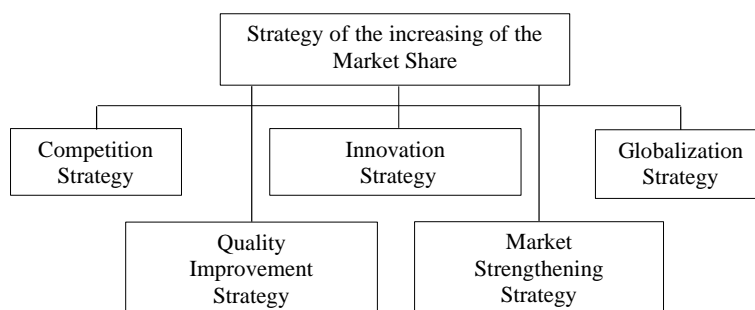 Strategy of the increasing of the
Market Share
Competition
Strategy
Innovation
Strategy
Globalization
Strategy
Quality
Improvement
Strategy
Market
Strengthening
Strategy